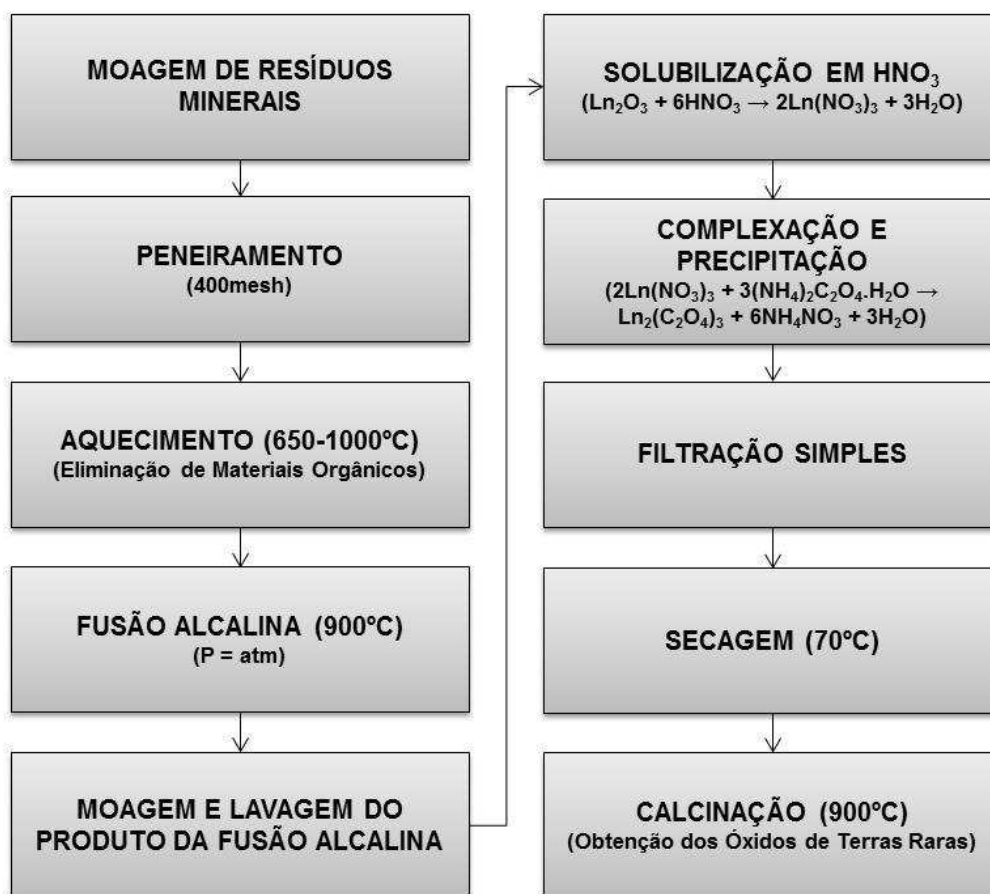 MOAGEM DE RESÍDUOS
MINERAIS
PENEIRAMENTO
(400mesh)
AQUECIMENTO (650-1000ºC)
(Eliminação de Materiais Orgânicos)
FUSÃO ALCALINA (900ºC)
(P = atm)
MOAGEM E LAVAGEM DO
PRODUTO DA FUSÃO ALCALINA
SOLUBILIZAÇÃO EM HNO₃
(Ln₂O₃ + 6HNO₃ → 2Ln(NO₃)₃ + 3H₂O)
COMPLEXAÇÃO E
PRECIPITAÇÃO
(2Ln(NO₃)₃ + 3(NH₄)₂C₂O₄.H₂O →
Ln₂(C₂O₄)₃ + 6NH₄NO₃ + 3H₂O)
FILTRAÇÃO SIMPLES
SECAGEM (70ºC)
CALCINAÇÃO (900ºC)
(Obtenção dos Óxidos de Terras Raras)